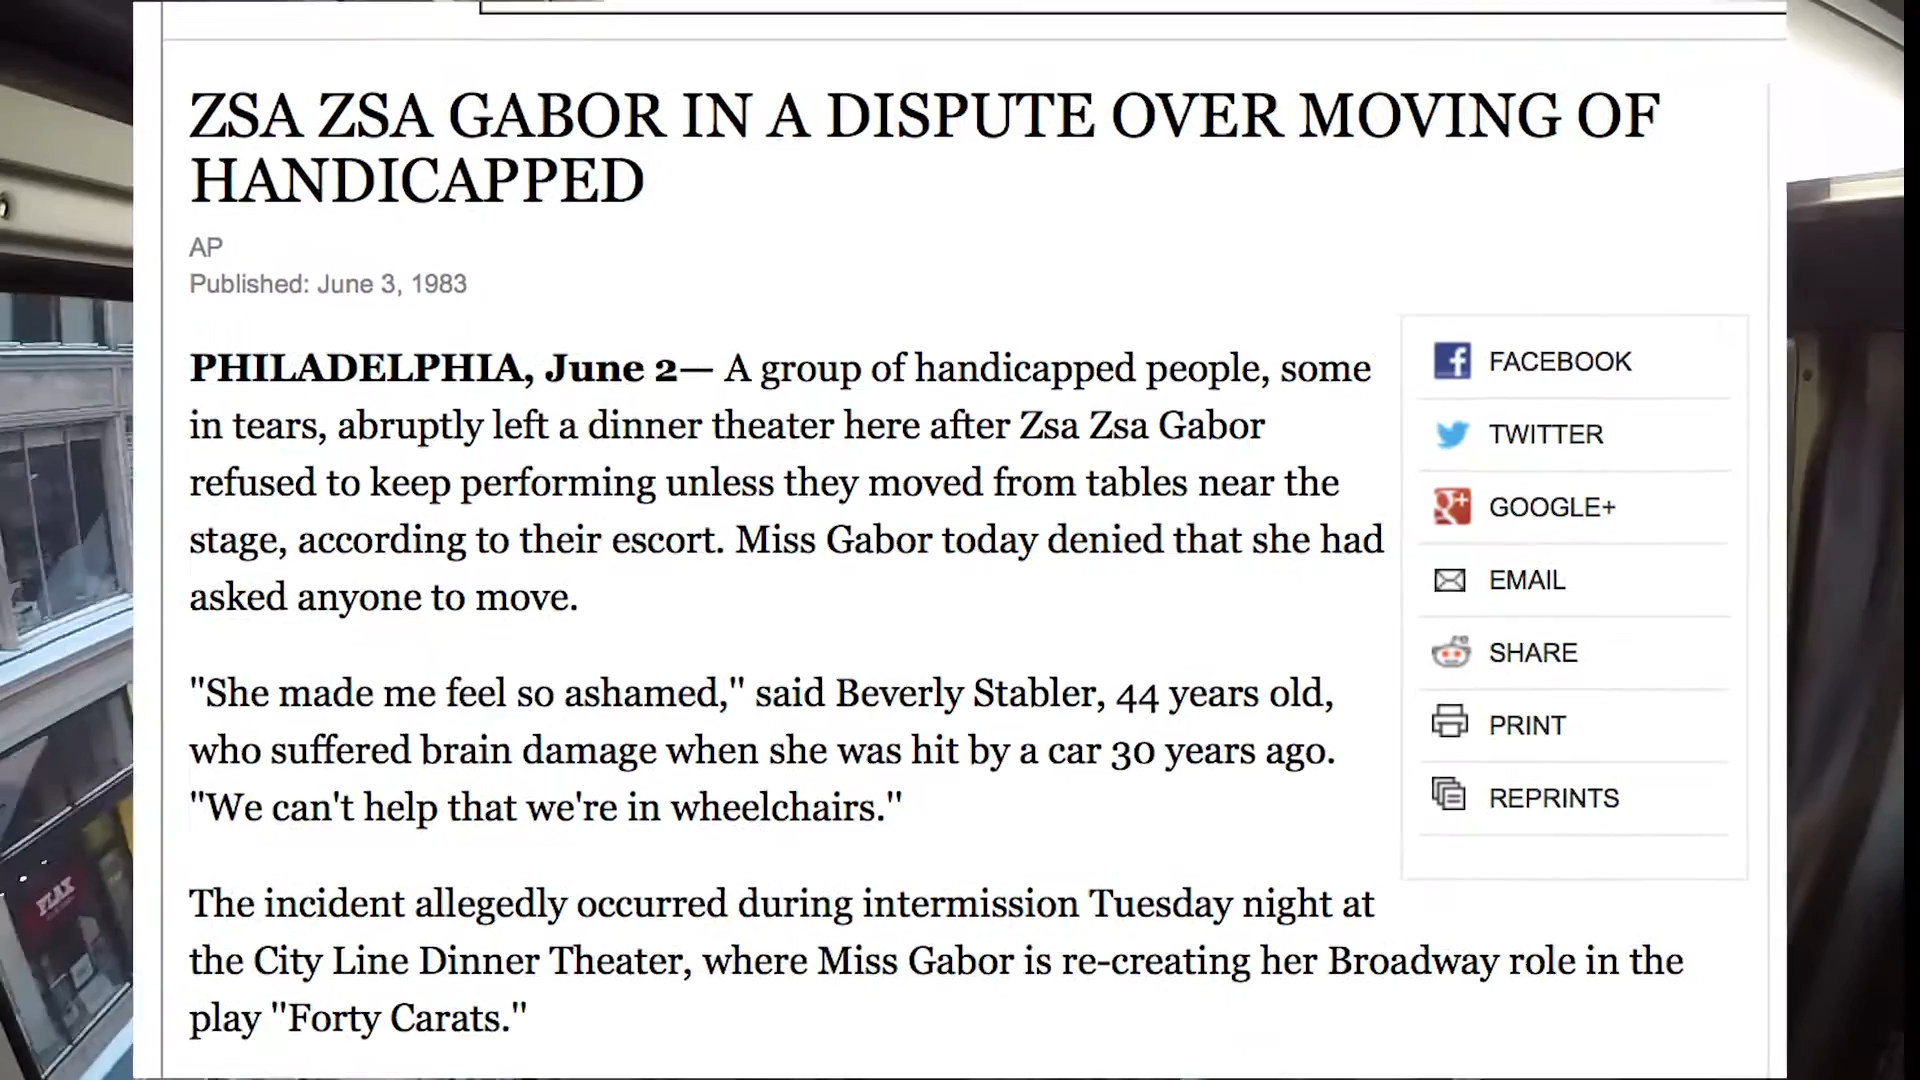 ZSA ZSA GABOR IN A DISPUTE OVER MOVING OF
HANDICAPPED
AP
Published: June 3, 1983
PHILADELPHIA, June 2— A group of handicapped people, some
in tears, abruptly left a dinner theater here after Zsa Zsa Gabor
refused to keep performing unless they moved from tables near the
stage, according to their escort. Miss Gabor today denied that she had
asked anyone to move.
"She made me feel so ashamed," said Beverly Stabler, 44 years old,
who suffered brain damage when she was hit by a car 30 years ago.
"We can't help that we're in wheelchairs."
The incident allegedly occurred during intermission Tuesday night at
the City Line Dinner Theater, where Miss Gabor is re-creating her Broadway role in the
play "Forty Carats."
FACEBOOK
TWITTER
GOOGLE+
EMAIL
SHARE
PRINT
REPRINTS